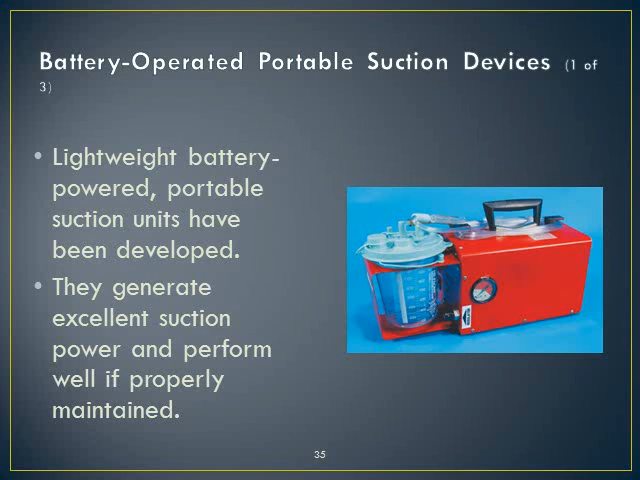 Battery-Operated Portable Suction Devices (1 of
3)
• Lightweight battery-
powered, portable
suction units have
been developed.
• They generate
excellent suction
power and perform
well if properly
maintained.
35